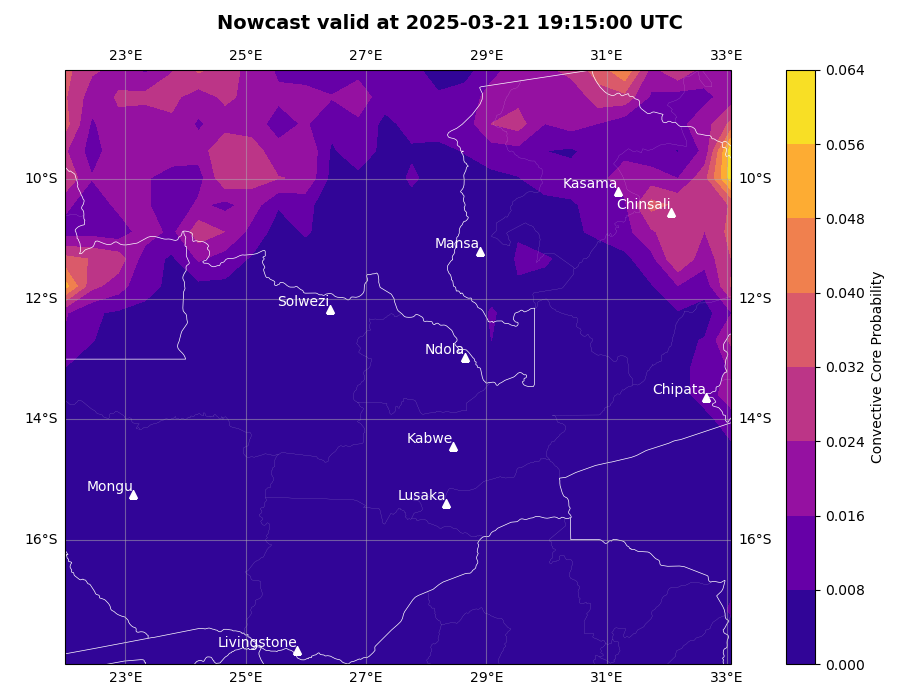 Nowcast valid at 2025-03-21 19:15:00 UTC
23°E 25°E 27°E 29°E 31°E 33°E
0.064
0.056
10°S 10°S
Kasama
Chinsali
0.048
Mansa
0.040
12°S 12°S
Solwezi
Ndola
0.032
Chipata
14°S 14°S
0.024
Kabwe
Mongu
Lusaka
0.016
16°S 16°S
0.008
Livingstone
0.000
23°E 25°E 27°E 29°E 31°E 33°E
Convective Core Probability